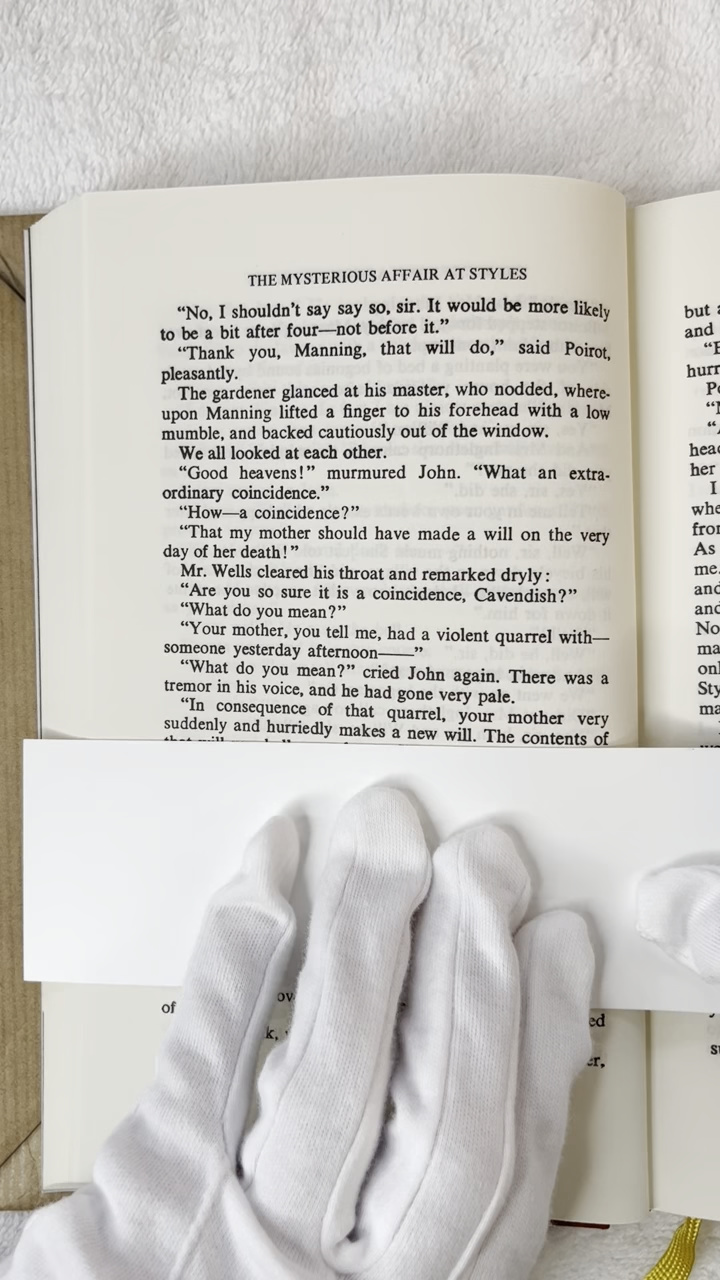 THE MYSTERIOUS AFFAIR AT STYLES
“No, I shouldn’t say say so, sir. It would be more likely
to be a bit after four—not before it.”
“Thank you, Manning, that will do,” said Poirot,
pleasantly.
The gardener glanced at his master, who nodded, where-
upon Manning lifted a finger to his forehead with a low
mumble, and backed cautiously out of the window.
We all looked at each other.
“Good heavens!” murmured John. “What an extra-
ordinary coincidence.”
“How—a coincidence?”
“That my mother should have made a will on the very
day of her death!”
Mr. Wells cleared his throat and remarked dryly:
“Are you so sure it is a coincidence, Cavendish?”
“What do you mean?”
“Your mother, you tell me, had a violent quarrel with—
someone yesterday afternoon——”
“What do you mean?” cried John again. There was a
tremor in his voice, and he had gone very pale.
“In consequence of that quarrel, your mother very
suddenly and hurriedly makes a new will. The contents of
of
but
and
her
I
As
me.